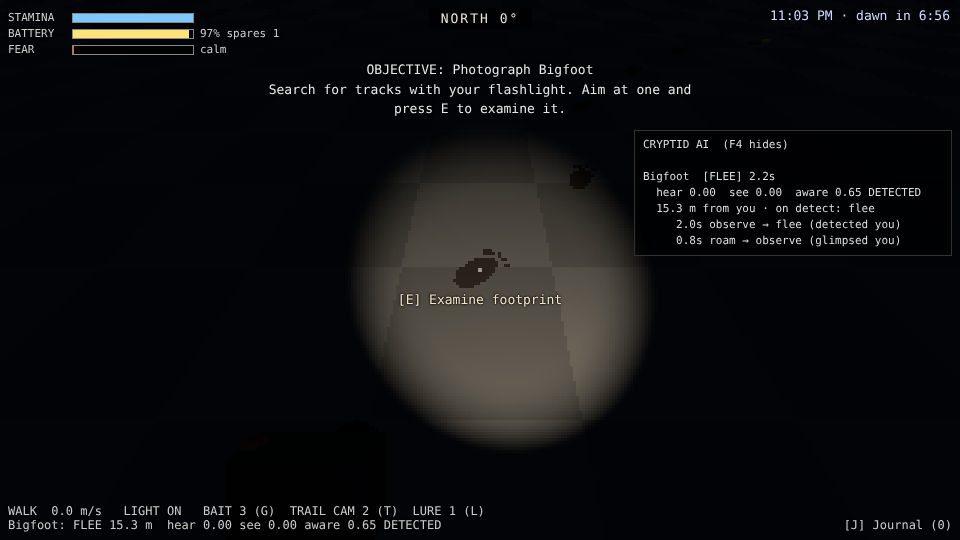 STAMINA
BATTERY 97% spares 1
FEAR calm
NORTH 0°
11:03 PM · dawn in 6:56
OBJECTIVE: Photograph Bigfoot
Search for tracks with your flashlight. Aim at one and
press E to examine it.
CRYPTID AI (F4 hides)
Bigfoot [FLEE] 2.2s
hear 0.00 see 0.00 aware 0.65 DETECTED
15.3 m from you · on detect: flee
2.0s observe → flee (detected you)
0.8s roam → observe (glimpsed you)
[E] Examine footprint
WALK 0.0 m/s LIGHT ON BAIT 3 (G) TRAIL CAM 2 (T) LURE 1 (L)
Bigfoot: FLEE 15.3 m hear 0.00 see 0.00 aware 0.65 DETECTED
[J] Journal (0)